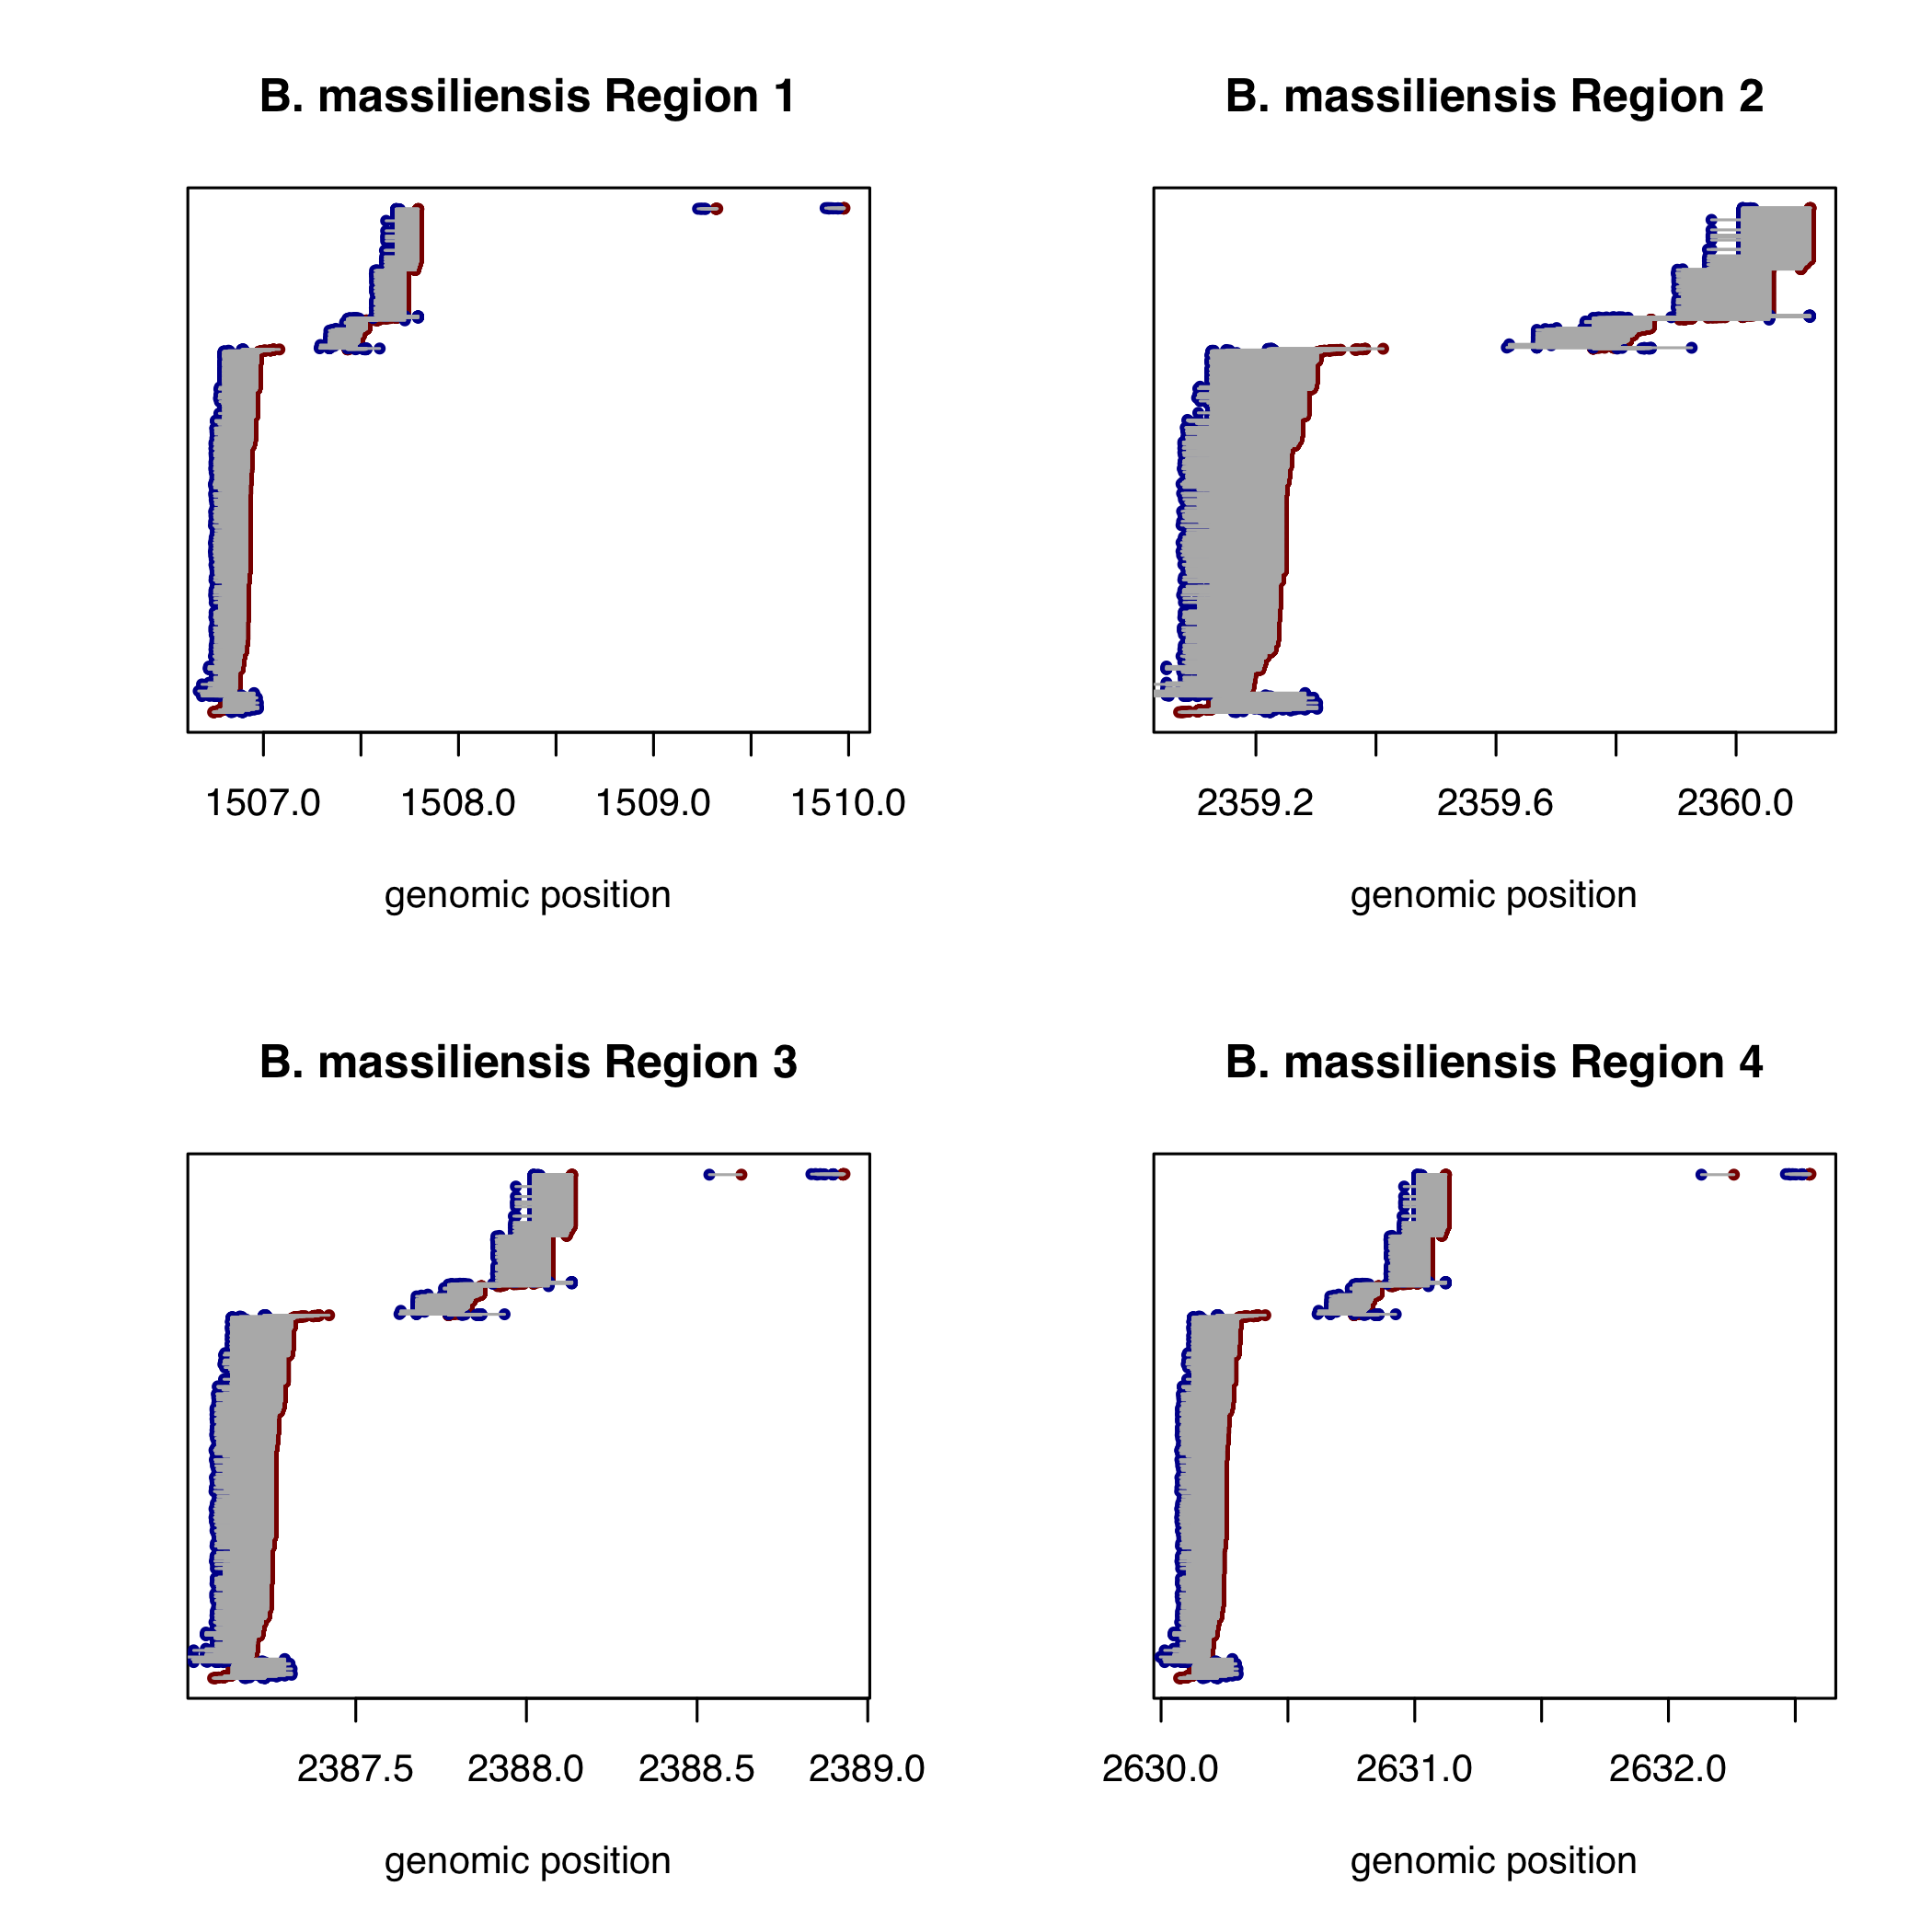 B. massiliensis Region 1
1507.0 1508.0 1509.0 1510.0
genomic position
B. massiliensis Region 2
2359.2 2359.6 2360.0
genomic position
B. massiliensis Region 3
2387.5 2388.0 2388.5 2389.0
genomic position
B. massiliensis Region 4
2630.0 2631.0 2632.0
genomic position